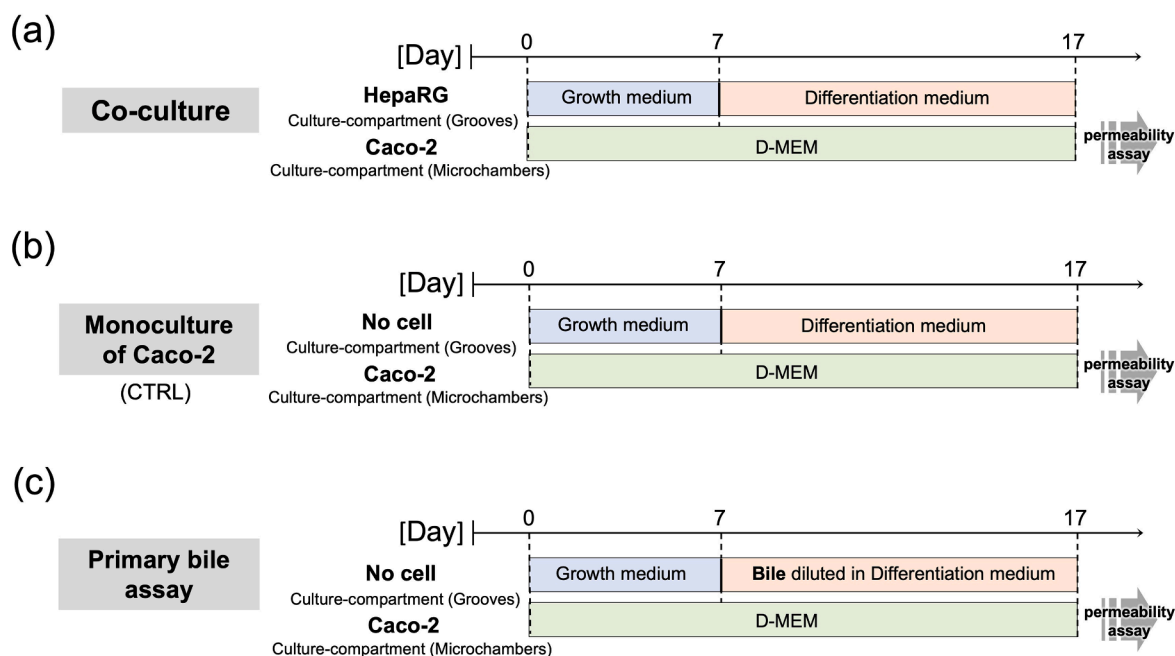 (a)
0 7 17
[Day]
Co-culture
HepaRG
Growth medium
Differentiation medium
Culture-compartment (Grooves)
Caco-2
D-MEM
Culture-compartment (Microchambers)
permeability
assay
(b)
0 7 17
[Day]
Monoculture
of Caco-2
(CTRL)
No cell
Growth medium
Differentiation medium
Culture-compartment (Grooves)
Caco-2
D-MEM
Culture-compartment (Microchambers)
permeability
assay
(c)
0 7 17
[Day]
Primary bile
assay
No cell
Growth medium
Bile diluted in Differentiation medium
Culture-compartment (Grooves)
Caco-2
D-MEM
Culture-compartment (Microchambers)
permeability
assay